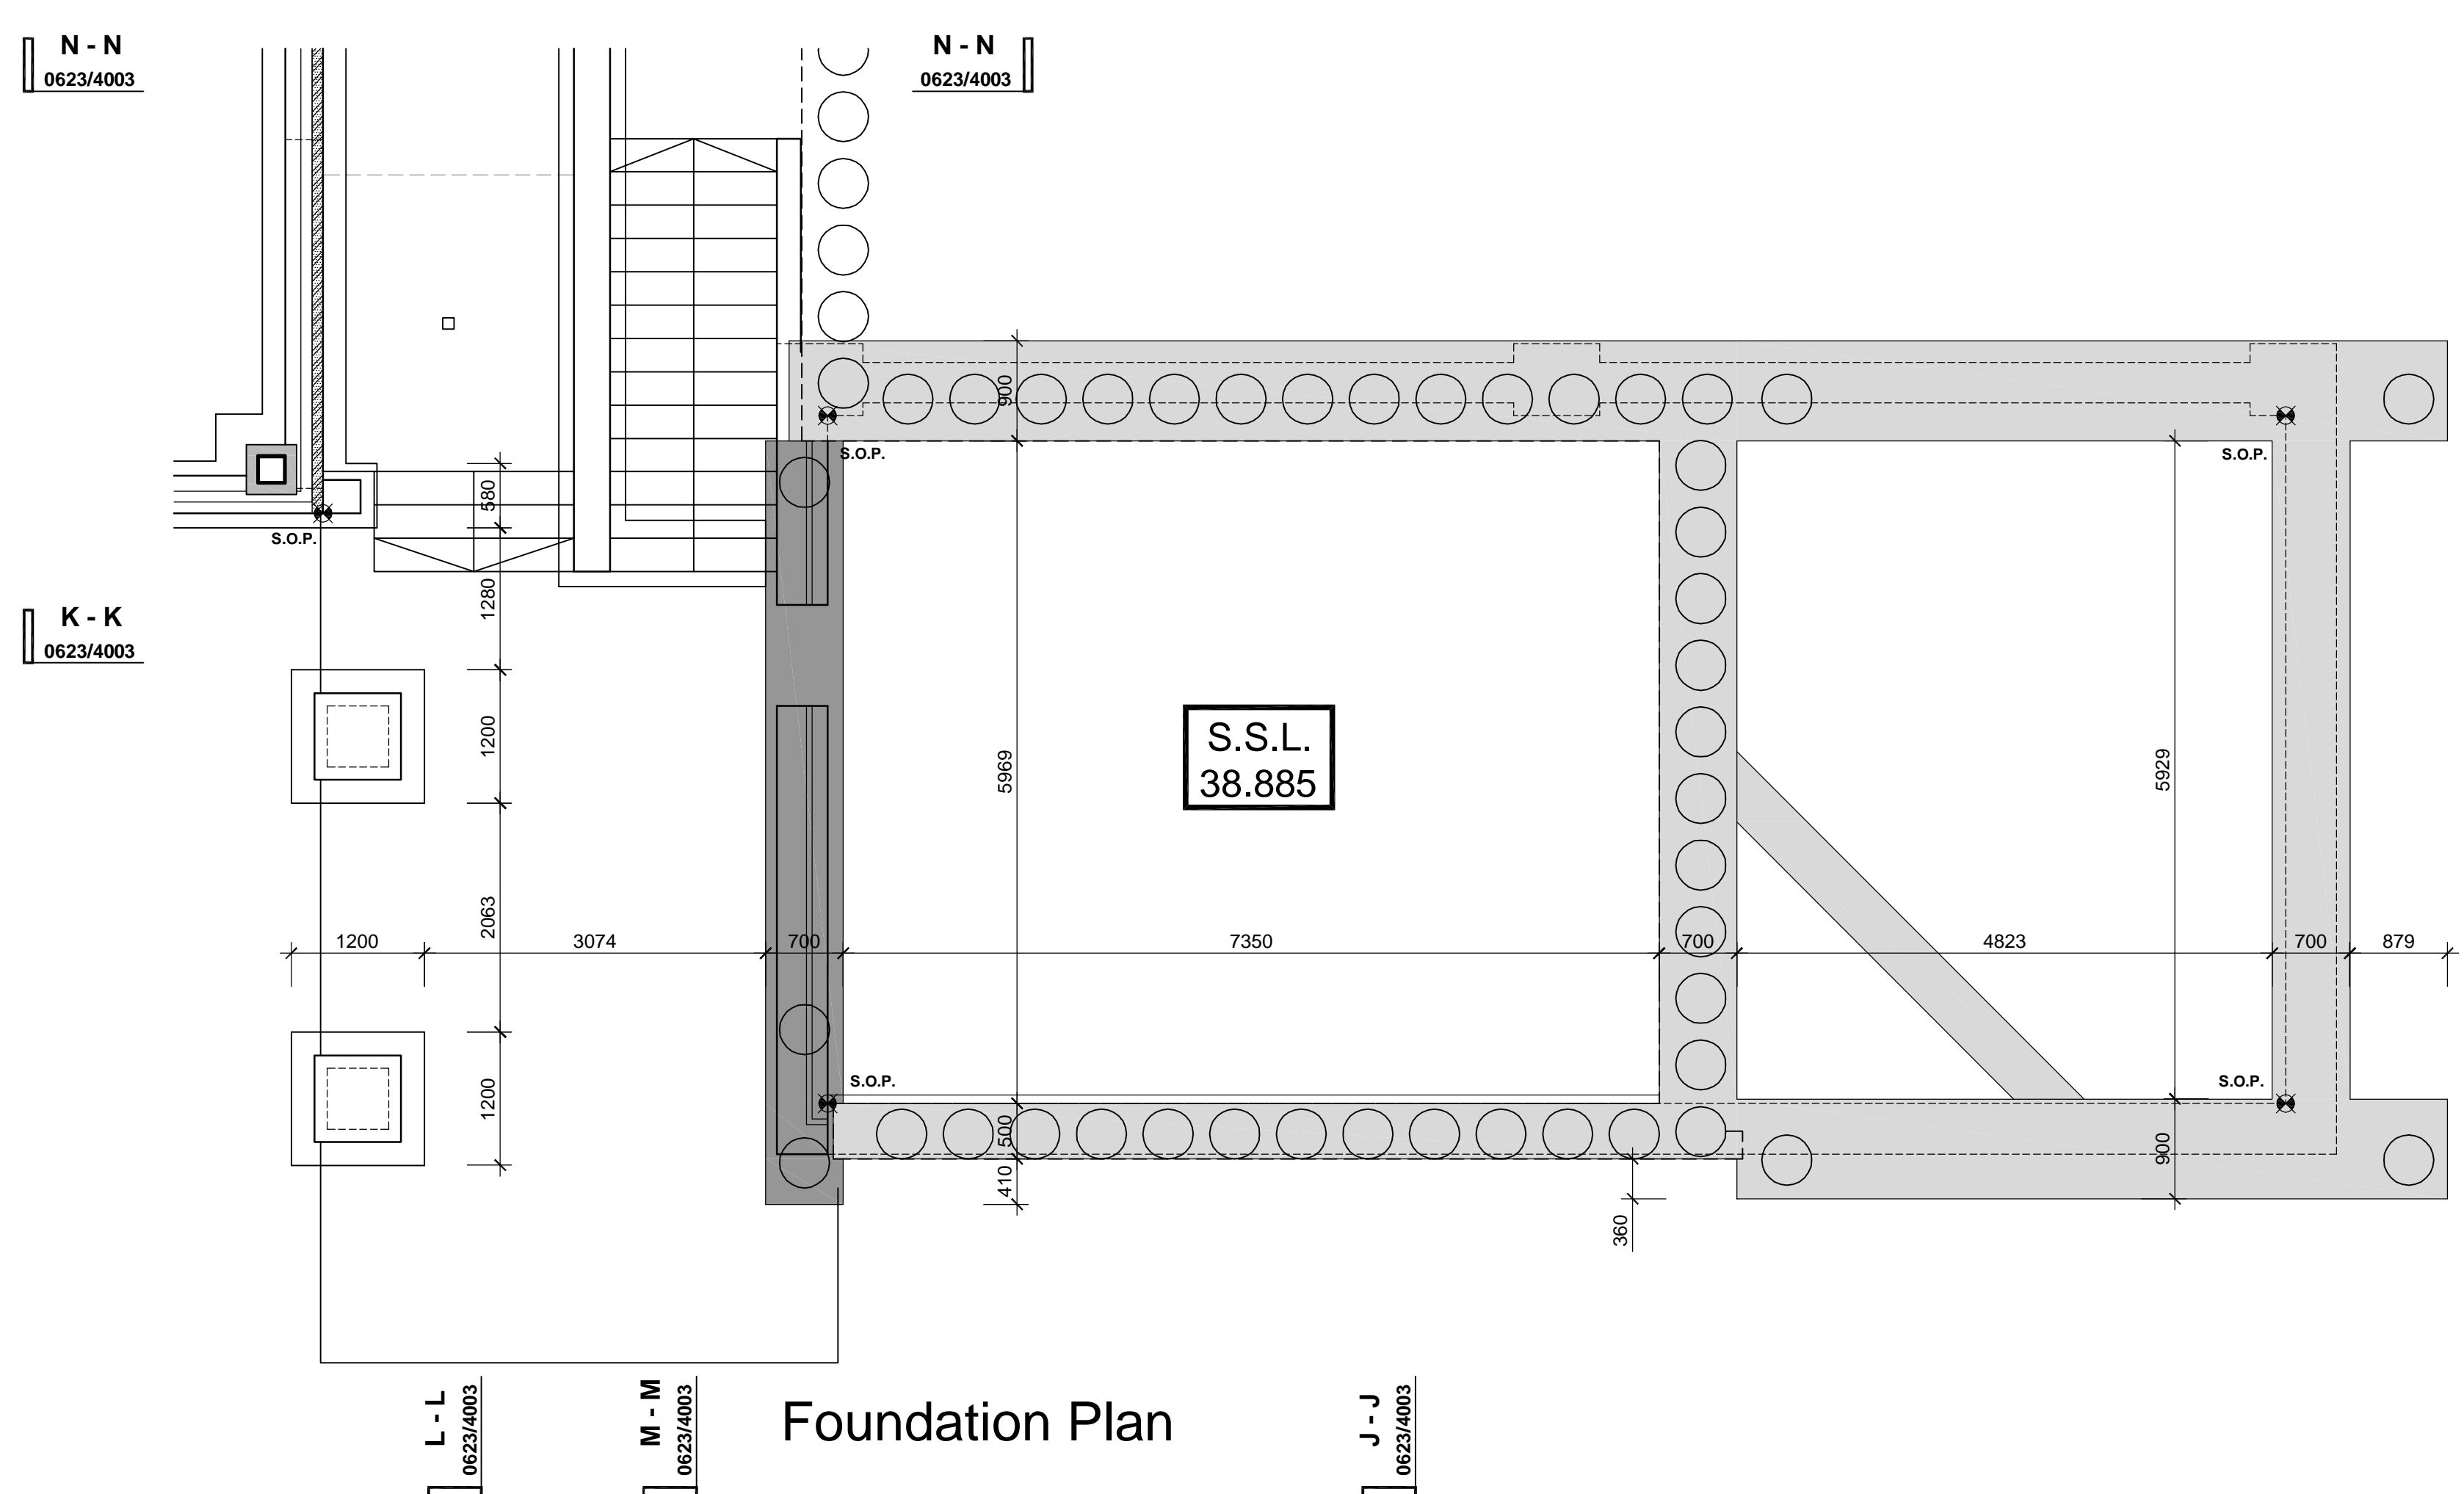 N - N
0623/4003
N - N
0623/4003
900
S.O.P.
S.O.P.
580
S.O.P.
1280
K - K
0623/4003
S.S.L.
38.885
1200
5969
5929
2063
1200
3074
700
7350
700
4823
700
879
S.O.P.
S.O.P.
1200
500
900
410
360
L - L
0623/4003
M - M
0623/4003
Foundation Plan
J - J
0623/4003